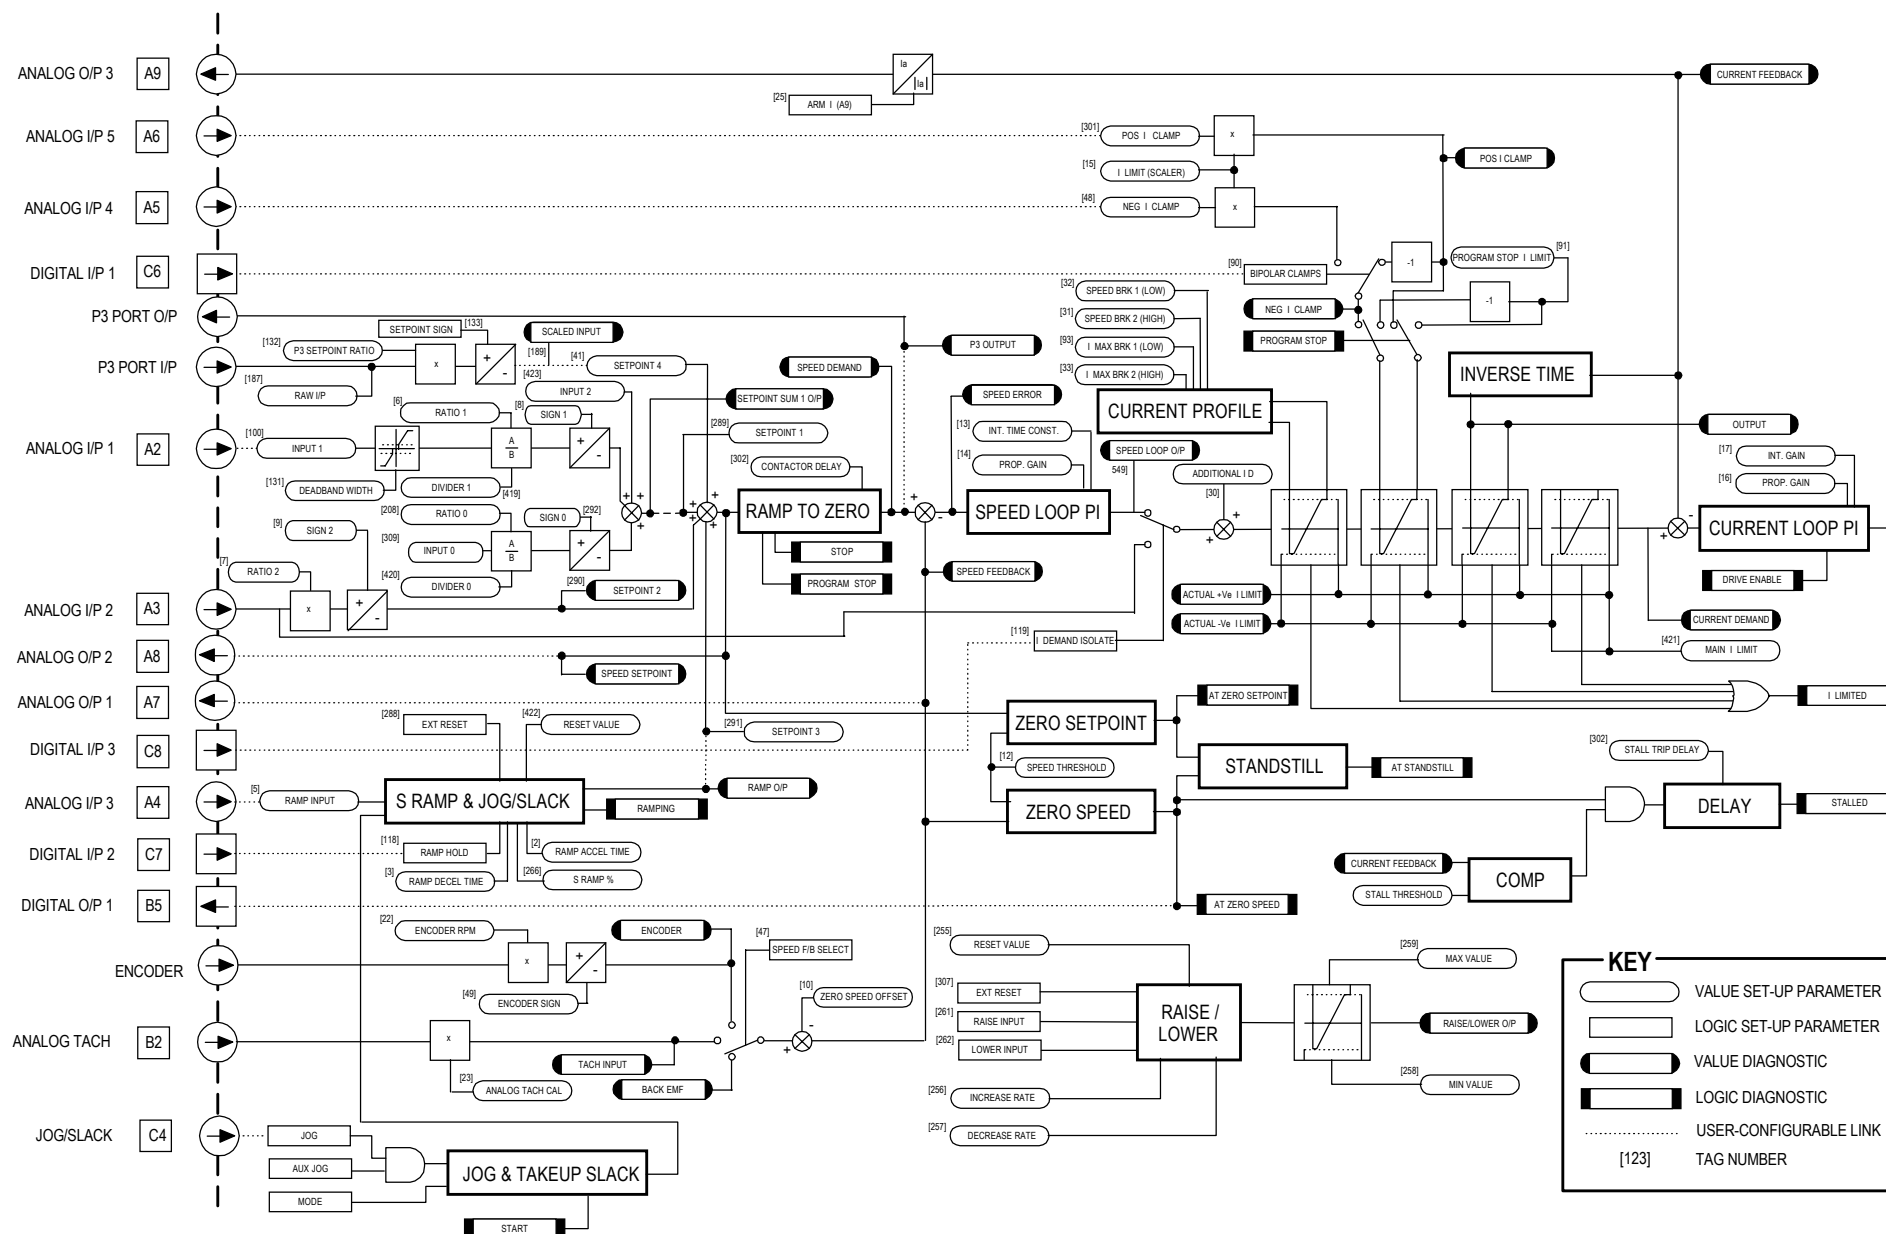 ANALOG O/P 3 A9
Ia
|Ia|
CURRENT FEEDBACK
[25] ARM I (A9)
ANALOG I/P 5 A6
[301] POS I CLAMP
x
POS I CLAMP
[15] I LIMIT (SCALER)
ANALOG I/P 4 A5
[48] NEG I CLAMP
x
DIGITAL I/P 1 C6
[90] BIPOLAR CLAMPS
-1
[91] PROGRAM STOP I LIMIT
-1
NEG I CLAMP
PROGRAM STOP
[32] SPEED BRK 1 (LOW)
[31] SPEED BRK 2 (HIGH)
[93] I MAX BRK 1 (LOW)
[33] I MAX BRK 2 (HIGH)
CURRENT PROFILE
INVERSE TIME
OUTPUT
P3 PORT O/P
SETPOINT SIGN [133]
SCALED INPUT
P3 OUTPUT
[132] P3 SETPOINT RATIO
x
+
-
[189] [41] SETPOINT 4
P3 PORT I/P
[187] RAW I/P
[423] INPUT 2
SPEED DEMAND
SETPOINT SUM 1 O/P
SPEED ERROR
[6] RATIO 1
[8] SIGN 1
[289] SETPOINT 1
[13] INT. TIME CONST.
[14] PROP. GAIN
SPEED LOOP O/P
549]
ANALOG I/P 1 A2
[100] INPUT 1
A
B
+
-
[302] CONTACTOR DELAY
ADDITIONAL I D
[30]
[17] INT. GAIN
[16] PROP. GAIN
[131] DEADBAND WIDTH
DIVIDER 1
[419]
[208] RATIO 0
SIGN 0 [292]
+ + +
+ + +
RAMP TO ZERO
+
-
SPEED LOOP PI
+
+
-
+
CURRENT LOOP PI
[9] SIGN 2
[309] INPUT 0
A
B
+
-
STOP
PROGRAM STOP
SPEED FEEDBACK
DRIVE ENABLE
[7] RATIO 2
[420] DIVIDER 0
[290] SETPOINT 2
ACTUAL +Ve I LIMIT
ACTUAL -Ve I LIMIT
CURRENT DEMAND
ANALOG I/P 2 A3
x
+
-
[119] I DEMAND ISOLATE
[421] MAIN I LIMIT
ANALOG O/P 2 A8
SPEED SETPOINT
ANALOG O/P 1 A7
AT ZERO SETPOINT
I LIMITED
[288] EXT RESET
[422] RESET VALUE
[291] SETPOINT 3
ZERO SETPOINT
DIGITAL I/P 3 C8
[12] SPEED THRESHOLD
STANDSTILL
AT STANDSTILL
[302] STALL TRIP DELAY
ANALOG I/P 3 A4
[5] RAMP INPUT
S RAMP & JOG/SLACK
RAMP O/P
RAMPING
ZERO SPEED
DELAY
STALLED
DIGITAL I/P 2 C7
[118] RAMP HOLD
[2] RAMP ACCEL TIME
[3] RAMP DECEL TIME
[266] S RAMP %
CURRENT FEEDBACK
STALL THRESHOLD
COMP
DIGITAL O/P 1 B5
AT ZERO SPEED
[22] ENCODER RPM
ENCODER
[47] SPEED F/B SELECT
[255] RESET VALUE
[259] MAX VALUE
ENCODER
x
+
-
[49] ENCODER SIGN
[10] ZERO SPEED OFFSET
[307] EXT RESET
[261] RAISE INPUT
[262] LOWER INPUT
RAISE /
LOWER
RAISE/LOWER O/P
ANALOG TACH B2
x
-
+
TACH INPUT
BACK EMF
[23] ANALOG TACH CAL
[256] INCREASE RATE
[257] DECREASE RATE
[258] MIN VALUE
JOG/SLACK C4
JOG
AUX JOG
MODE
JOG & TAKEUP SLACK
START
KEY
VALUE SET-UP PARAMETER
LOGIC SET-UP PARAMETER
VALUE DIAGNOSTIC
LOGIC DIAGNOSTIC
USER-CONFIGURABLE LINK
[123] TAG NUMBER